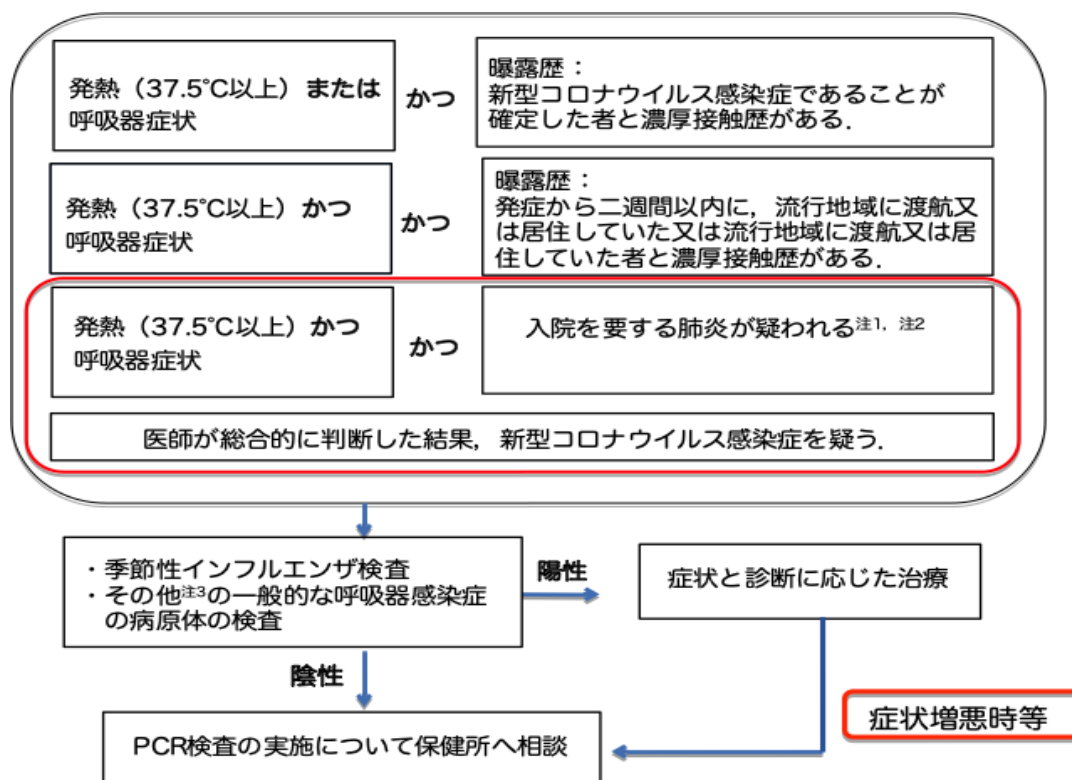 発熱（37.5℃以上）または
呼吸器症状
かつ
曝露歴：
新型コロナウイルス感染症であることが
確定した者と濃厚接触歴がある．
発熱（37.5℃以上）かつ
呼吸器症状
かつ
曝露歴：
発症から二週間以内に，流行地域に渡航又
は居住していた又は流行地域に渡航又は居
住していた者と濃厚接触歴がある．
発熱（37.5℃以上）かつ
呼吸器症状
かつ
入院を要する肺炎が疑われる注1，注2
医師が総合的に判断した結果，新型コロナウイルス感染症を疑う．
・季節性インフルエンザ検査
・その他注3の一般的な呼吸器感染症
の病原体の検査
陽性
症状と診断に応じた治療
陰性
症状増悪時等
PCR検査の実施について保健所へ相談